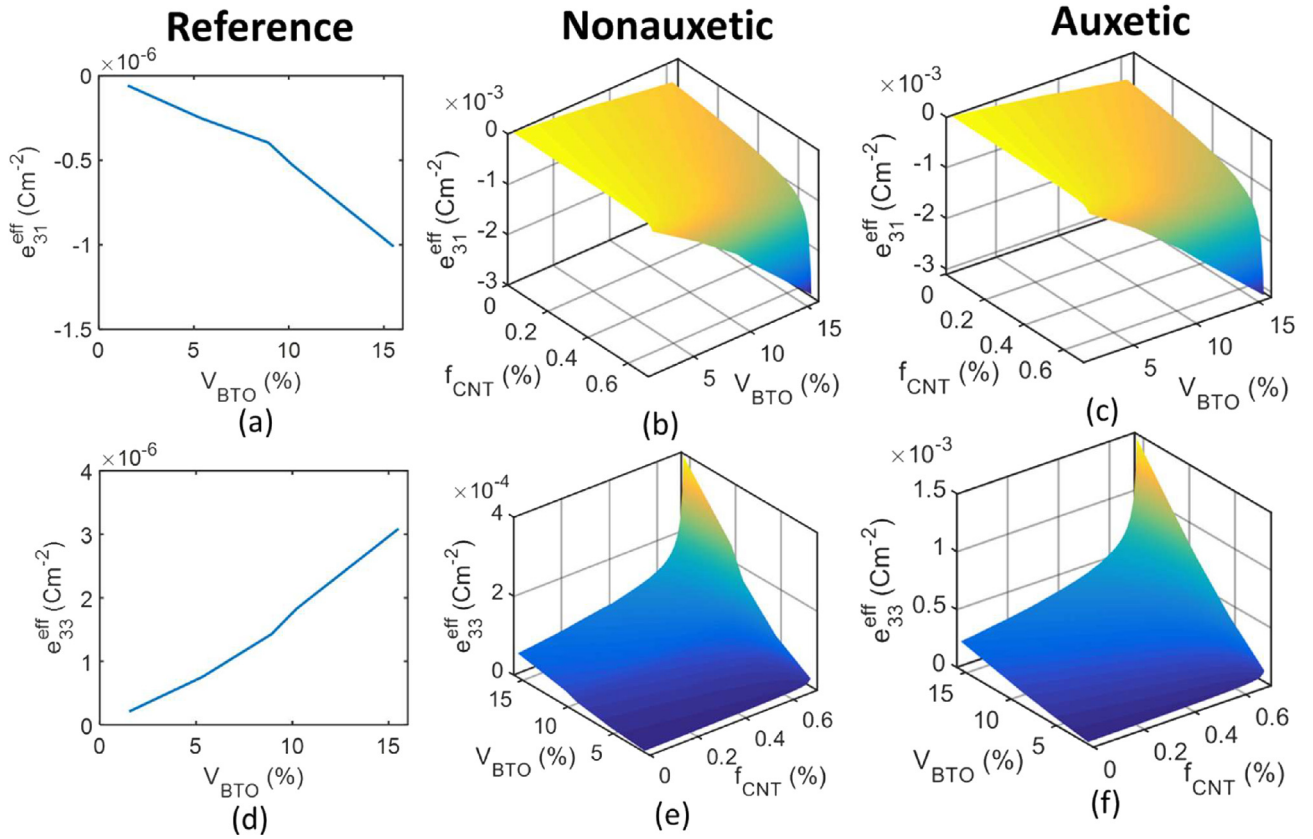 Reference
Nonauxetic
Auxetic
×10⁻⁶
0
-0.5
-1
-1.5
e₃₁ᵉᶠᶠ (Cm⁻²)
0
5
10
15
V_BTO (%)
(a)
×10⁻³
0
-1
-2
-3
e₃₁ᵉᶠᶠ (Cm⁻²)
0
0.2
0.4
0.6
f_CNT (%)
5
10
15
V_BTO (%)
(b)
×10⁻³
0
-1
-2
-3
e₃₁ᵉᶠᶠ (Cm⁻²)
0
0.2
0.4
0.6
f_CNT (%)
5
10
15
V_BTO (%)
(c)
×10⁻⁶
4
3
2
1
0
e₃₃ᵉᶠᶠ (Cm⁻²)
0
5
10
15
V_BTO (%)
(d)
×10⁻⁴
4
2
0
e₃₃ᵉᶠᶠ (Cm⁻²)
15
10
5
V_BTO (%)
0
0.2
0.4
0.6
f_CNT (%)
(e)
×10⁻³
1.5
1
0.5
0
e₃₃ᵉᶠᶠ (Cm⁻²)
15
10
5
V_BTO (%)
0
0.2
0.4
0.6
f_CNT (%)
(f)